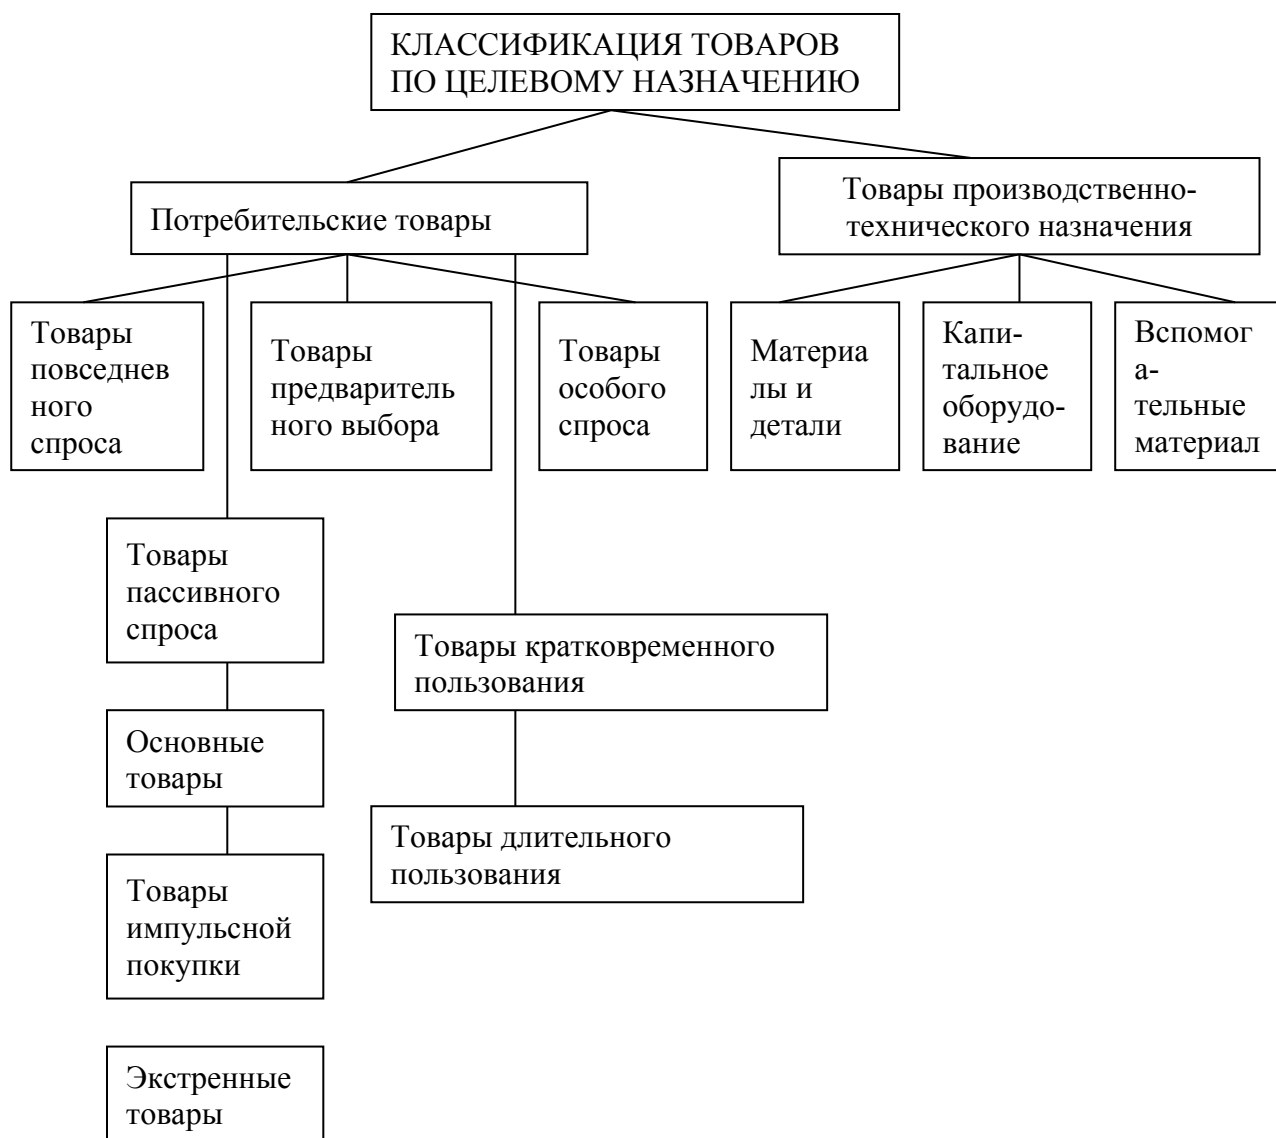 КЛАССИФИКАЦИЯ ТОВАРОВ
ПО ЦЕЛЕВОМУ НАЗНАЧЕНИЮ
Потребительские товары
Товары производственно-
технического назначения
Товары
повседнев
ного
спроса
Товары
предваритель
ного выбора
Товары
особого
спроса
Материа
лы и
детали
Капи-
тальное
оборудо-
вание
Вспомог
а-
тельные
материал
Товары
пассивного
спроса
Товары кратковременного
пользования
Основные
товары
Товары длительного
пользования
Товары
импульсной
покупки
Экстренные
товары